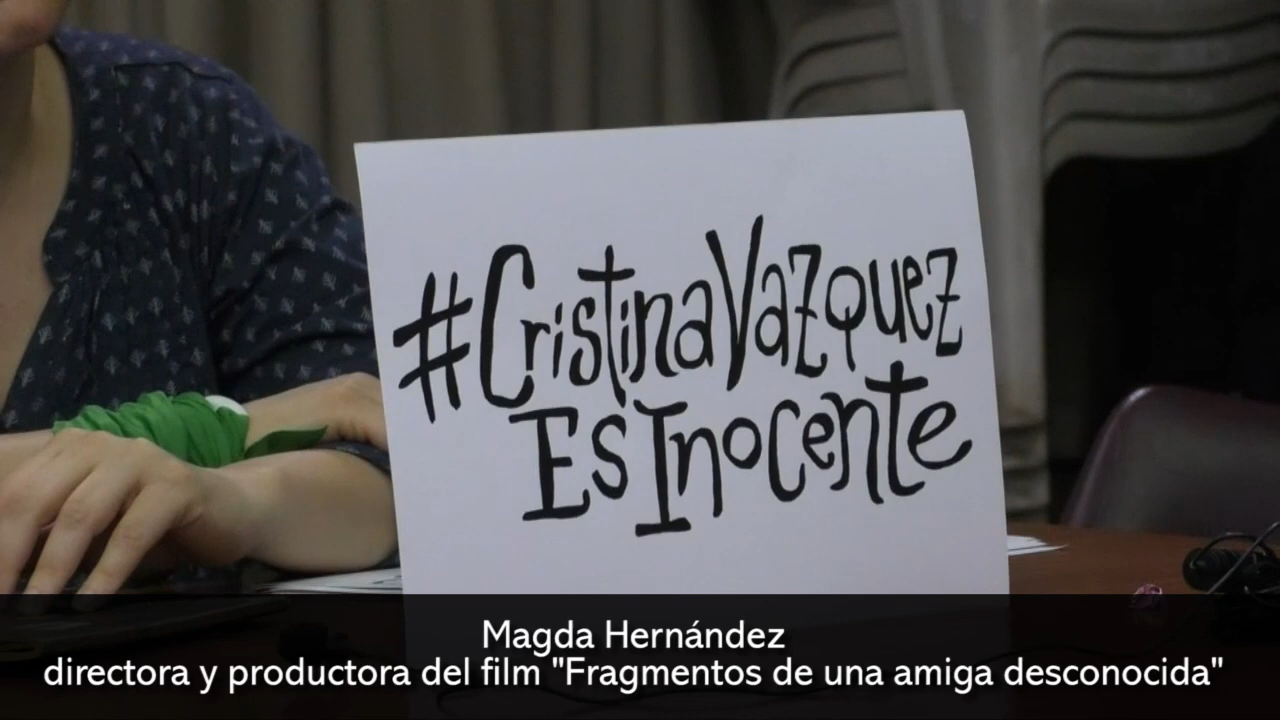 #CristinaVazquez
EsInocente
Magda Hernández
directora y productora del film "Fragmentos de una amiga desconocida"